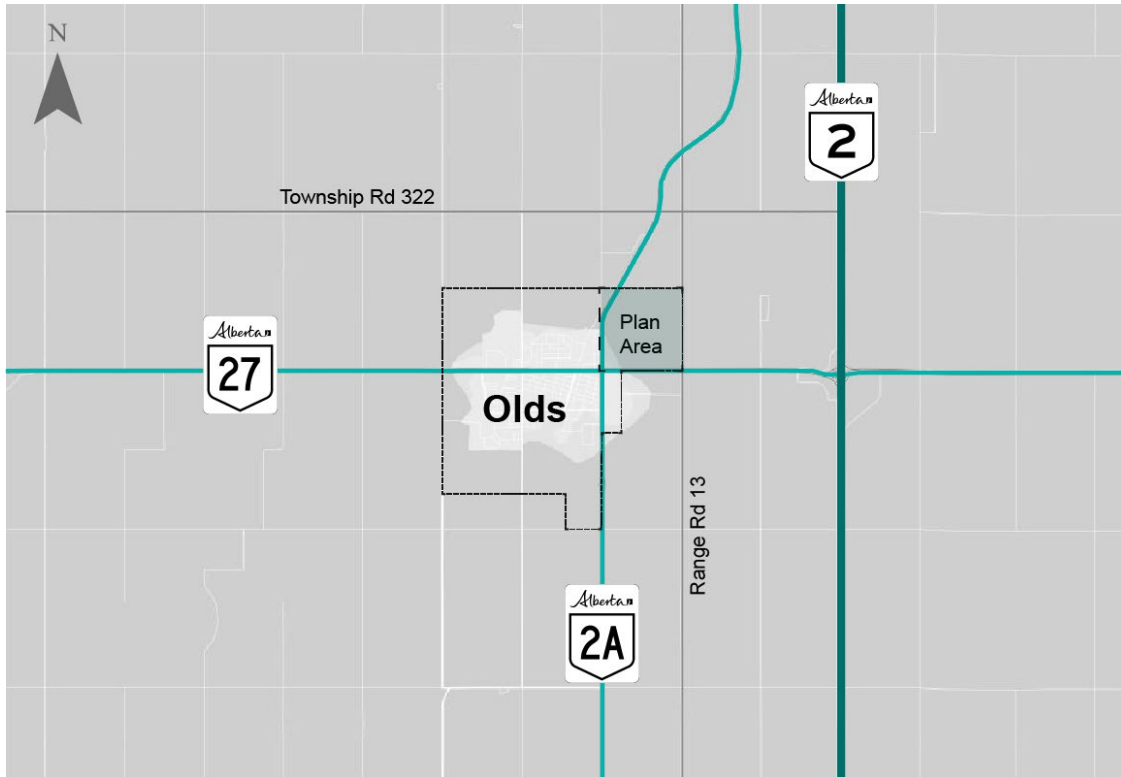 N
Alberta
2
Township Rd 322
Plan
Area
Alberta
27
Olds
Range Rd 13
Alberta
2A